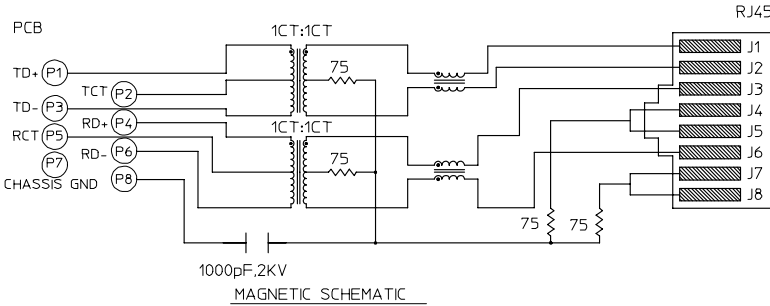 PCB
RJ45
1CT:1CT
TD+ P1
TCT P2
TD- P3
RD+ P4
RCT P5
RD- P6
P7
CHASSIS GND P8
75
1CT:1CT
75
J1
J2
J3
J4
J5
J6
J7
J8
75
75
1000pF,2KV
MAGNETIC SCHEMATIC